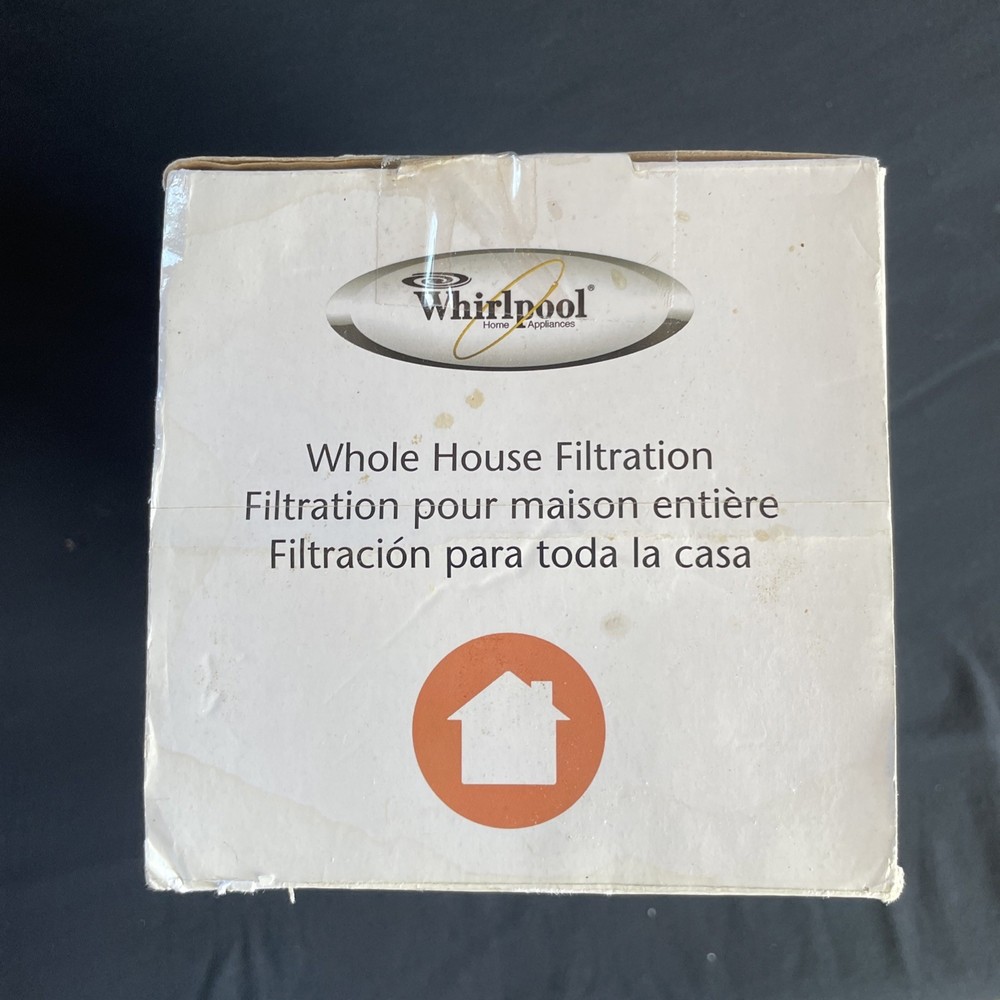 Whirlpool®
Home Appliances
Whole House Filtration
Filtration pour maison entière
Filtración para toda la casa